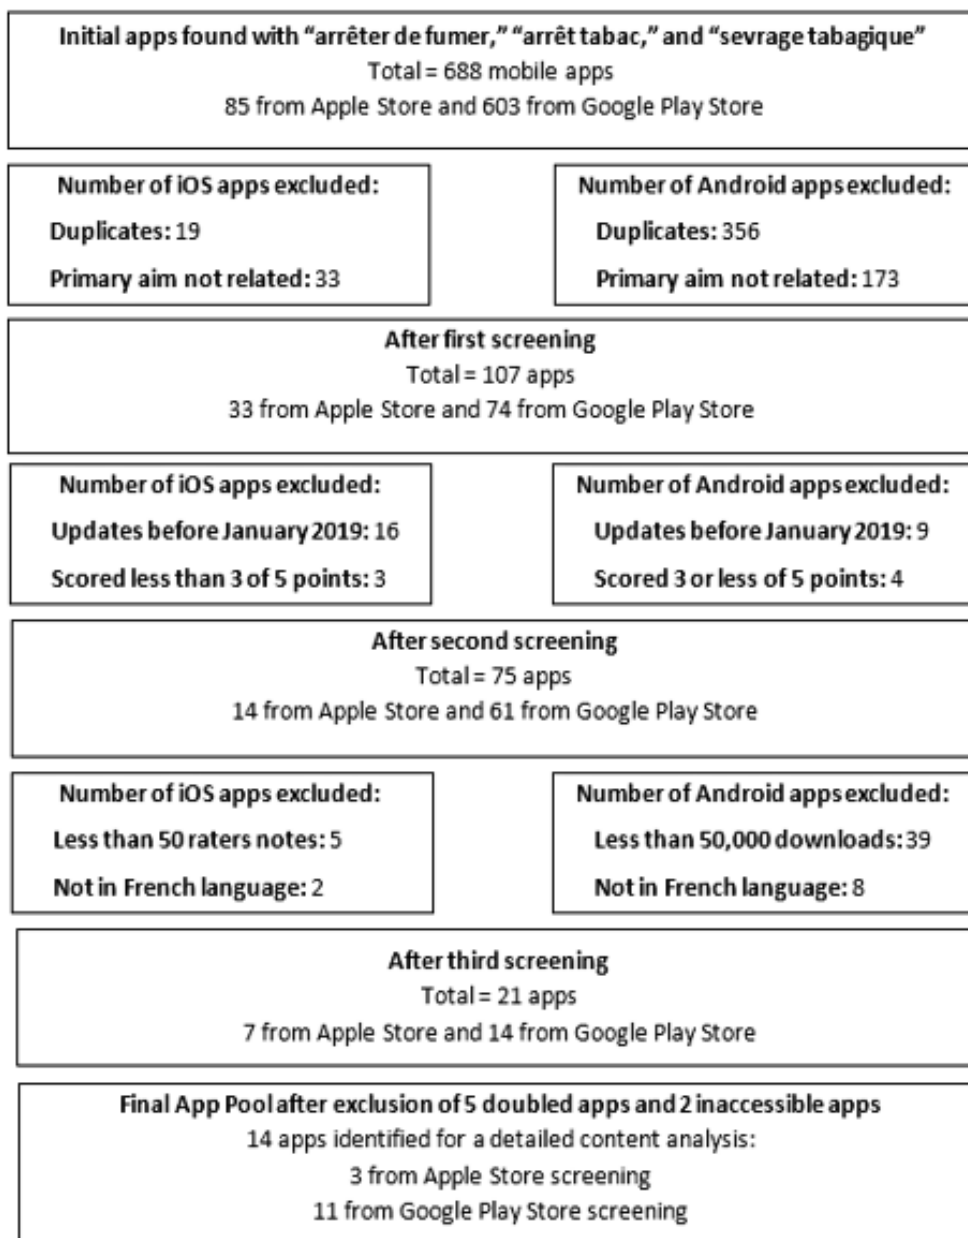 Initial apps found with “arrêter de fumer,” “arrêt tabac,” and “sevrage tabagique”
Total = 688 mobile apps
85 from Apple Store and 603 from Google Play Store
Number of iOS apps excluded:
Duplicates: 19
Primary aim not related: 33
Number of Android apps excluded:
Duplicates: 356
Primary aim not related: 173
After first screening
Total = 107 apps
33 from Apple Store and 74 from Google Play Store
Number of iOS apps excluded:
Updates before January 2019: 16
Scored less than 3 of 5 points: 3
Number of Android apps excluded:
Updates before January 2019: 9
Scored 3 or less of 5 points: 4
After second screening
Total = 75 apps
14 from Apple Store and 61 from Google Play Store
Number of iOS apps excluded:
Less than 50 raters notes: 5
Not in French language: 2
Number of Android apps excluded:
Less than 50,000 downloads: 39
Not in French language: 8
After third screening
Total = 21 apps
7 from Apple Store and 14 from Google Play Store
Final App Pool after exclusion of 5 doubled apps and 2 inaccessible apps
14 apps identified for a detailed content analysis:
3 from Apple Store screening
11 from Google Play Store screening